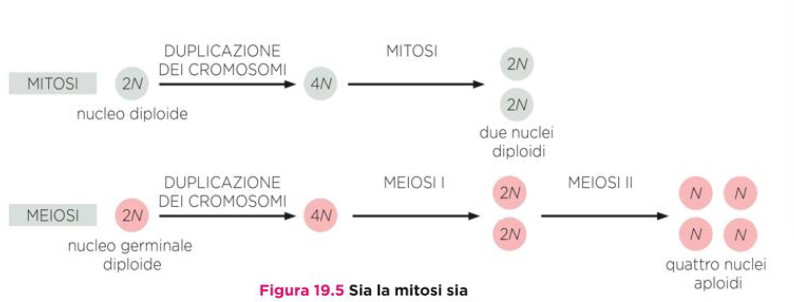 DUPLICAZIONE
DEI CROMOSOMI
MITOSI
MITOSI
2N
4N
2N
2N
nucleo diploide
due nuclei
diploidi
DUPLICAZIONE
DEI CROMOSOMI
MEIOSI I
MEIOSI II
MEIOSI
2N
4N
2N
2N
N N
N N
nucleo germinale
diploide
quattro nuclei
aploidi
Figura 19.5 Sia la mitosi sia